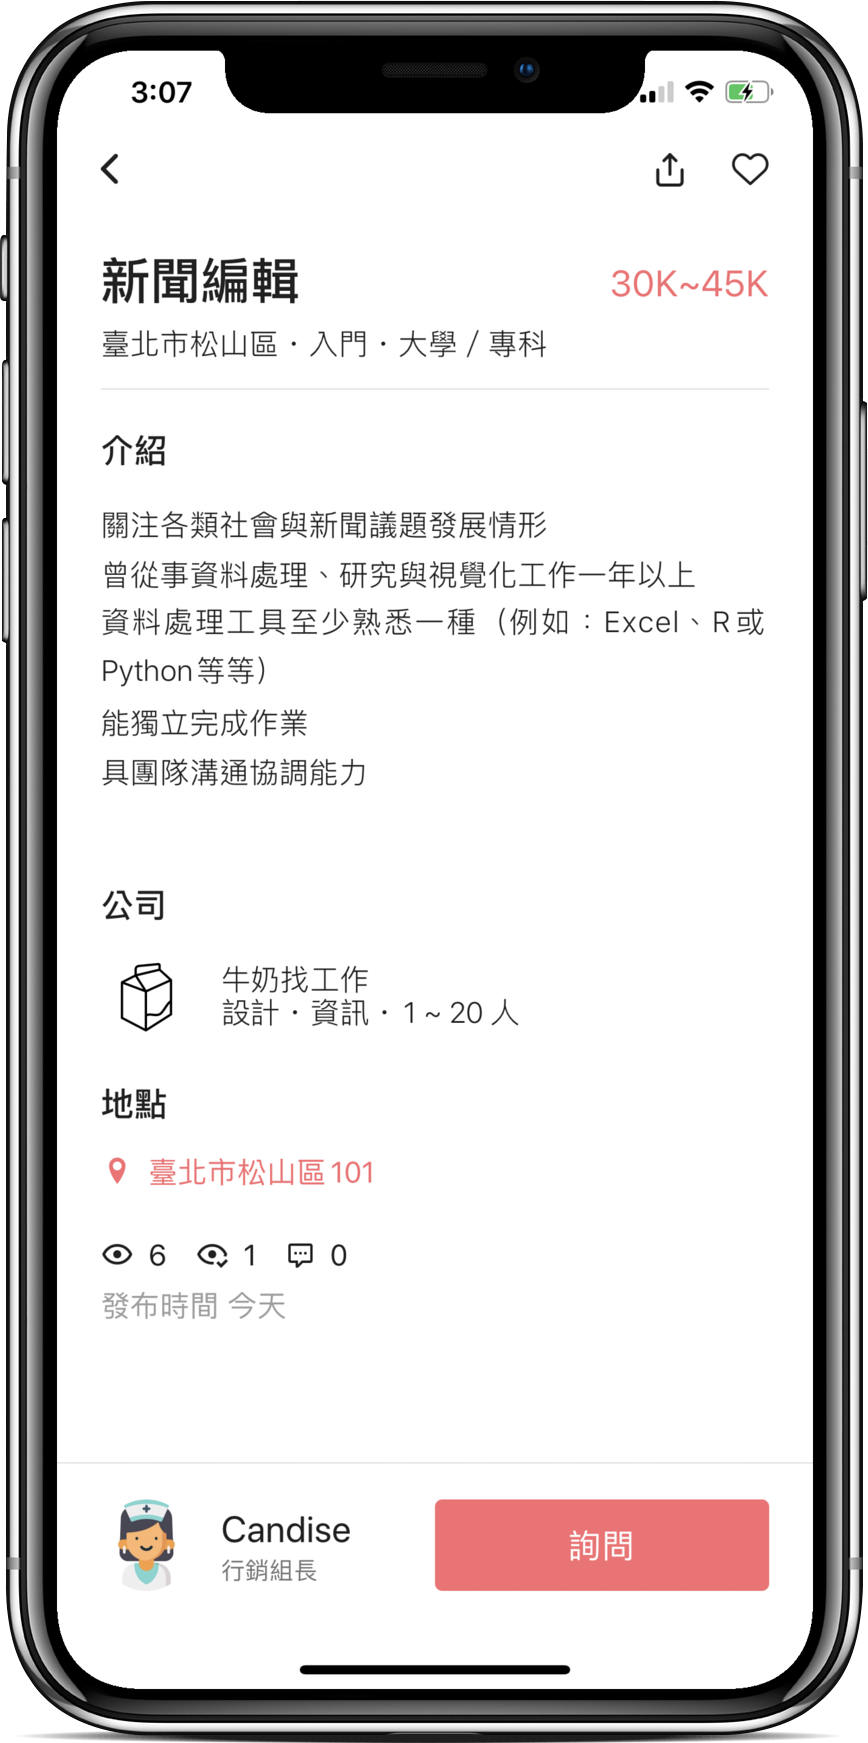 3:07
新聞編輯
30K~45K
臺北市松山區・入門・大學 / 專科
介紹
關注各類社會與新聞議題發展情形
曾從事資料處理、研究與視覺化工作一年以上
資料處理工具至少熟悉一種（例如：Excel、R或
Python等等）
能獨立完成作業
具團隊溝通協調能力
公司
牛奶找工作
設計・資訊・1 ~ 20 人
地點
臺北市松山區101
6 1 0
發布時間 今天
Candise
行銷組長
詢問